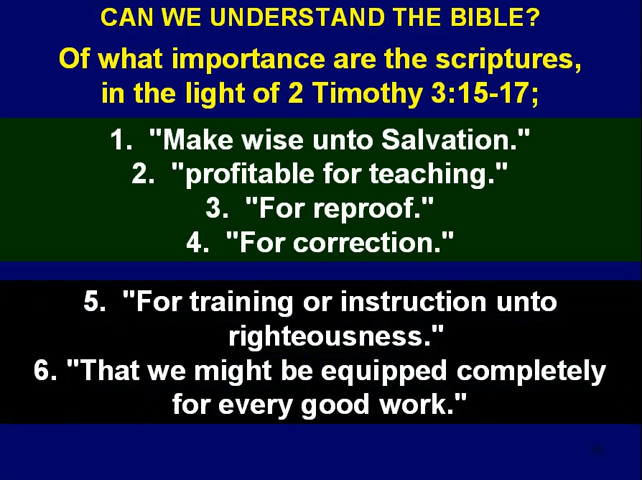 CAN WE UNDERSTAND THE BIBLE?
Of what importance are the scriptures,
in the light of 2 Timothy 3:15-17;
1. "Make wise unto Salvation."
2. "profitable for teaching."
3. "For reproof."
4. "For correction."
5. "For training or instruction unto
righteousness."
6. "That we might be equipped completely
for every good work."